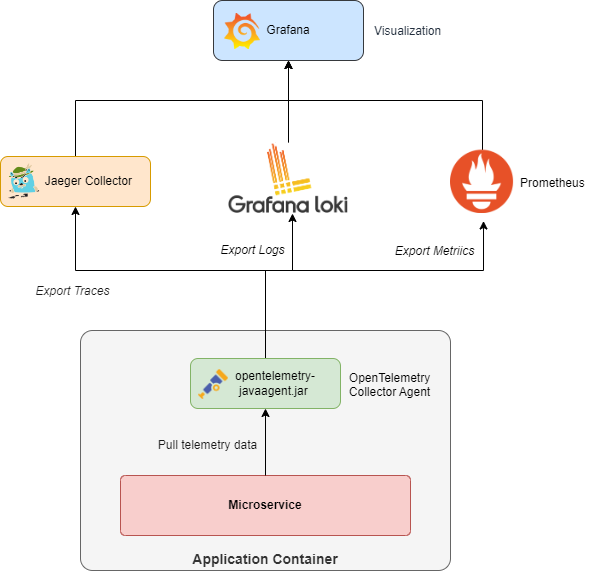 Grafana
Visualization
Jaeger Collector
Grafana loki
Prometheus
Export Logs
Export Metriics
Export Traces
opentelemetry-
javaagent.jar
OpenTelemetry
Collector Agent
Pull telemetry data
Microservice
Application Container